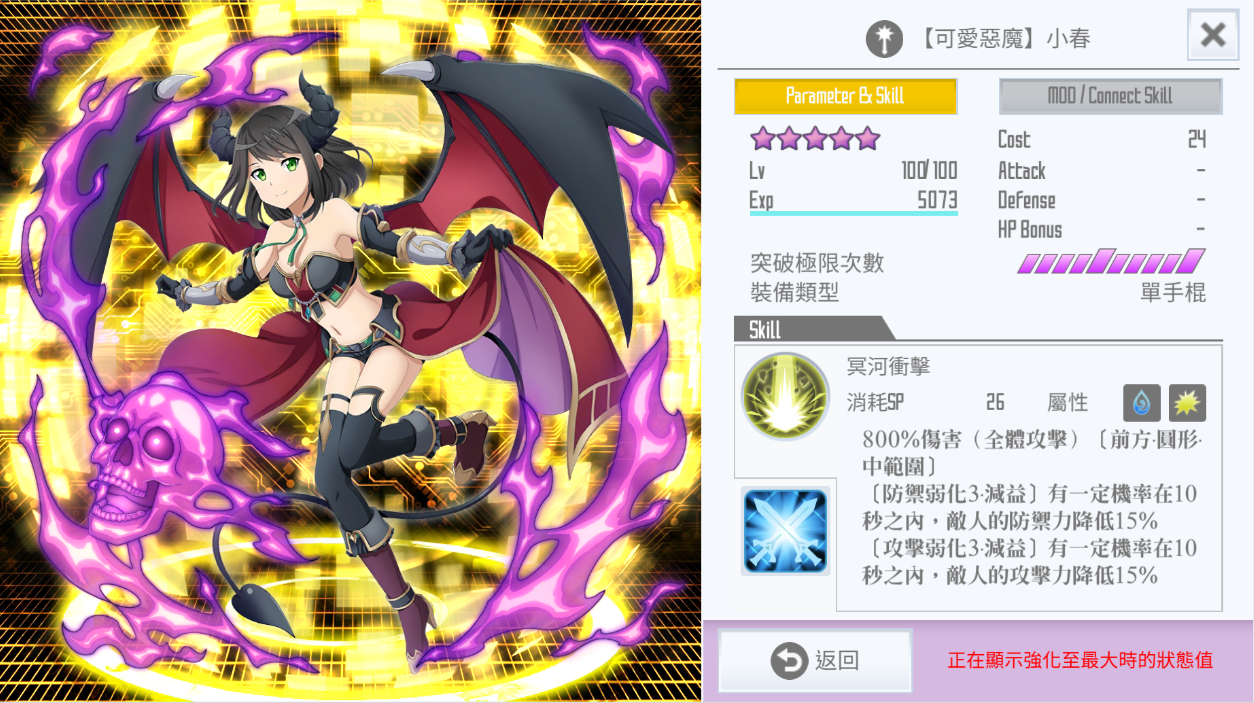 【可愛惡魔】小春
Parameter & Skill
MOD / Connect Skill
Lv 100/100
Exp 5073
Cost 24
Attack -
Defense -
HP Bonus -
突破極限次數
裝備類型 單手棍
Skill
冥河衝擊
消耗SP 26 屬性
800%傷害（全體攻擊）〔前方·圓形·
中範圍〕
〔防禦弱化3·減益〕有一定機率在10
秒之內，敵人的防禦力降低15%
〔攻擊弱化3·減益〕有一定機率在10
秒之內，敵人的攻擊力降低15%
返回
正在顯示強化至最大時的狀態值